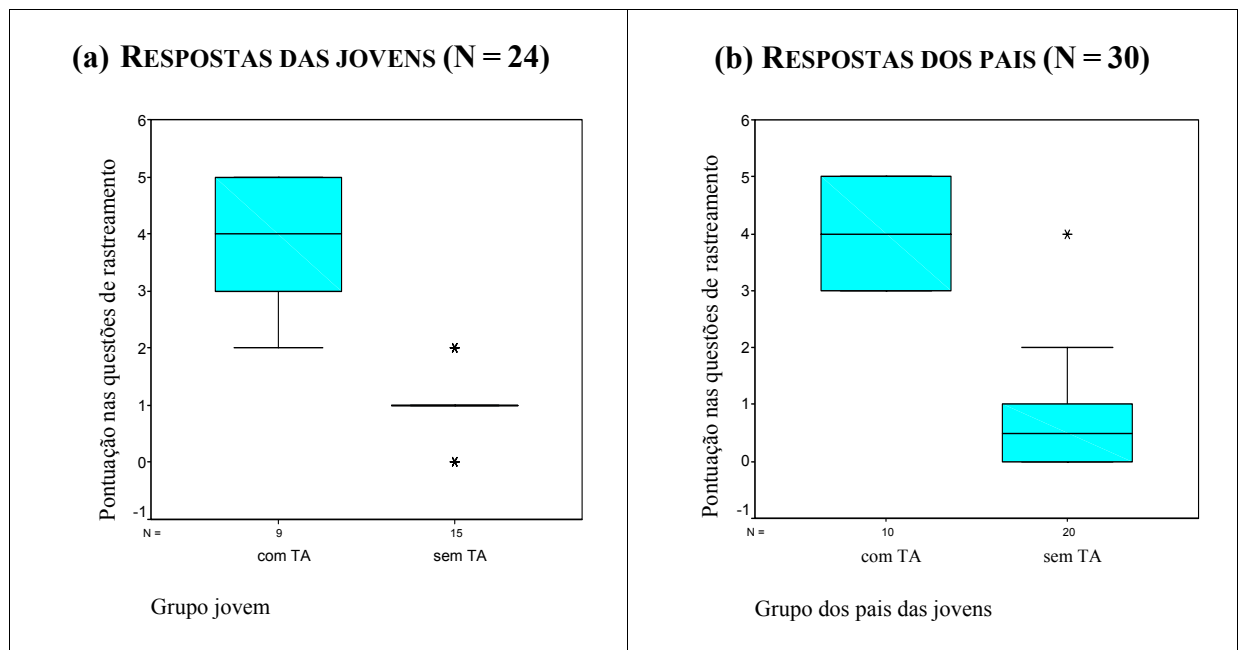 (a) RESPOSTAS DAS JOVENS (N = 24)
Pontuação nas questões de rastreamento
6
5
4
3
2
1
0
-1
N =
9
15
com TA
sem TA
Grupo jovem
(b) RESPOSTAS DOS PAIS (N = 30)
Pontuação nas questões de rastreamento
6
5
4
3
2
1
0
-1
N =
10
20
com TA
sem TA
Grupo dos pais das jovens